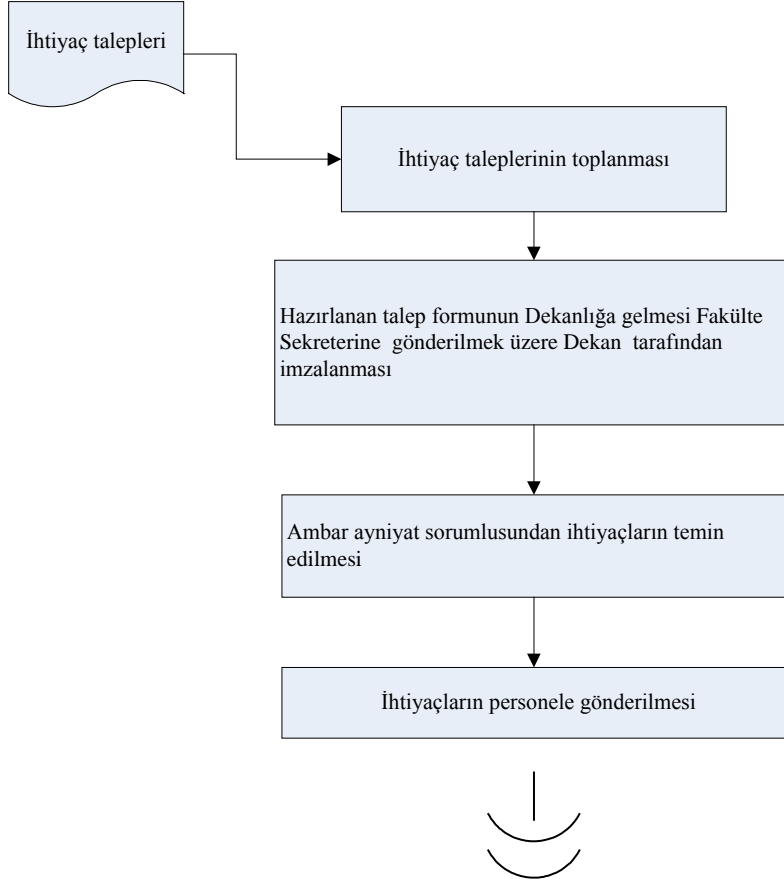 İhtiyaç talepleri
İhtiyaç taleplerinin toplanması
Hazırlanan talep formunun Dekanlığa gelmesi Fakülte
Sekreterine gönderilmek üzere Dekan tarafından
imzalanması
Ambar ayniyat sorumlusundan ihtiyaçların temin
edilmesi
İhtiyaçların personele gönderilmesi